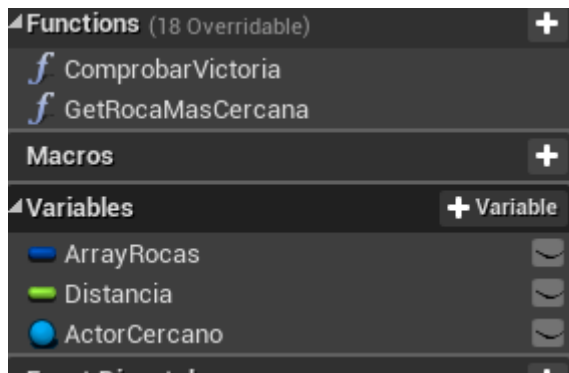 Functions (18 Overridable)
ComprobarVictoria
GetRocaMasCercana
Macros
Variables + Variable
ArrayRocas
Distancia
ActorCercano